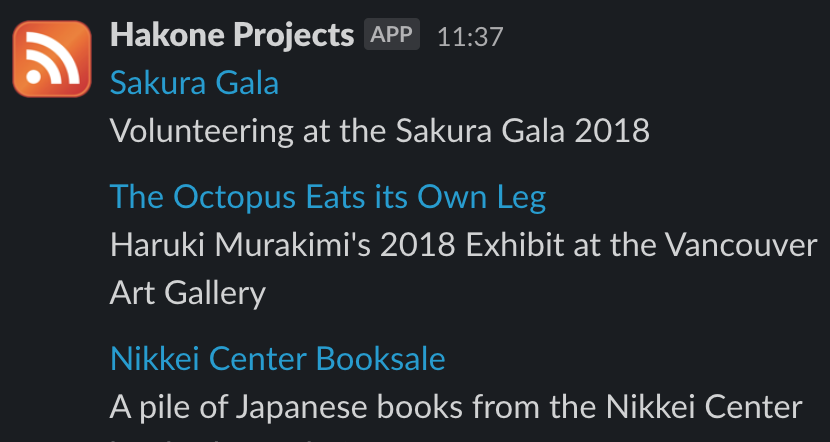 Hakone Projects APP 11:37
Sakura Gala
Volunteering at the Sakura Gala 2018
The Octopus Eats its Own Leg
Haruki Murakimi's 2018 Exhibit at the Vancouver
Art Gallery
Nikkei Center Booksale
A pile of Japanese books from the Nikkei Center